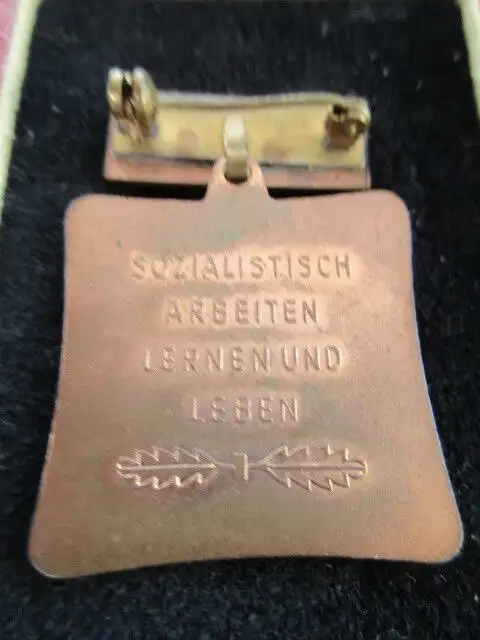 SOZIALISTISCH
ARBEITEN
LERNEN UND
LEBEN